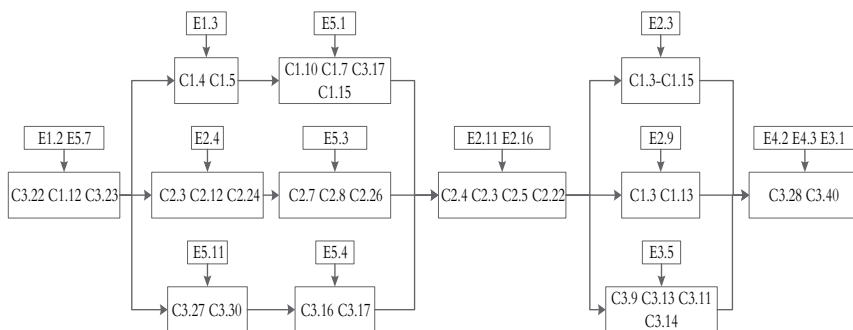 E1.3
E5.1
E2.3
C1.4 C1.5
C1.10 C1.7 C3.17
C1.15
C1.3-C1.15
E1.2 E5.7
E2.4
E5.3
E2.11 E2.16
E2.9
E4.2 E4.3 E3.1
C3.22 C1.12 C3.23
C2.3 C2.12 C2.24
C2.7 C2.8 C2.26
C2.4 C2.3 C2.5 C2.22
C1.3 C1.13
C3.28 C3.40
E5.11
E5.4
E3.5
C3.27 C3.30
C3.16 C3.17
C3.9 C3.13 C3.11
C3.14